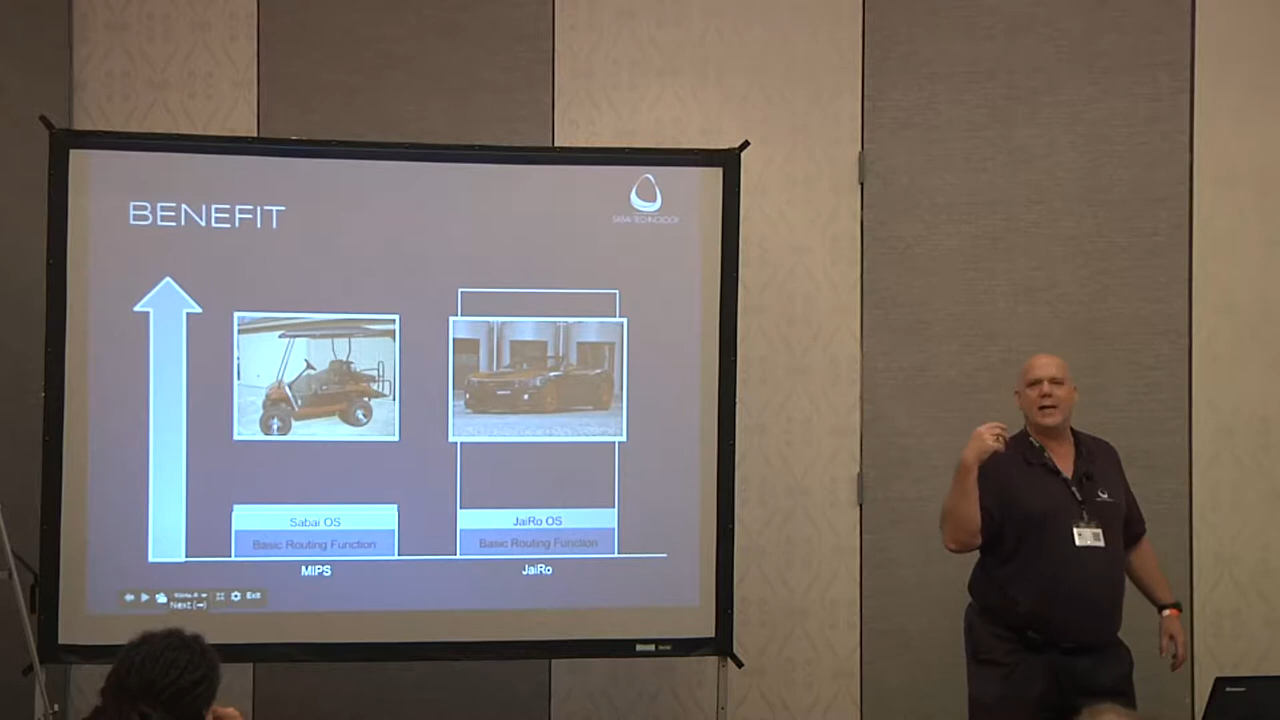 BENEFIT
SABAI TECHNOLOGY
Sabai OS
Basic Routing Function
MIPS
JaiRo OS
Basic Routing Function
JaiRo
Exit
Next (→)